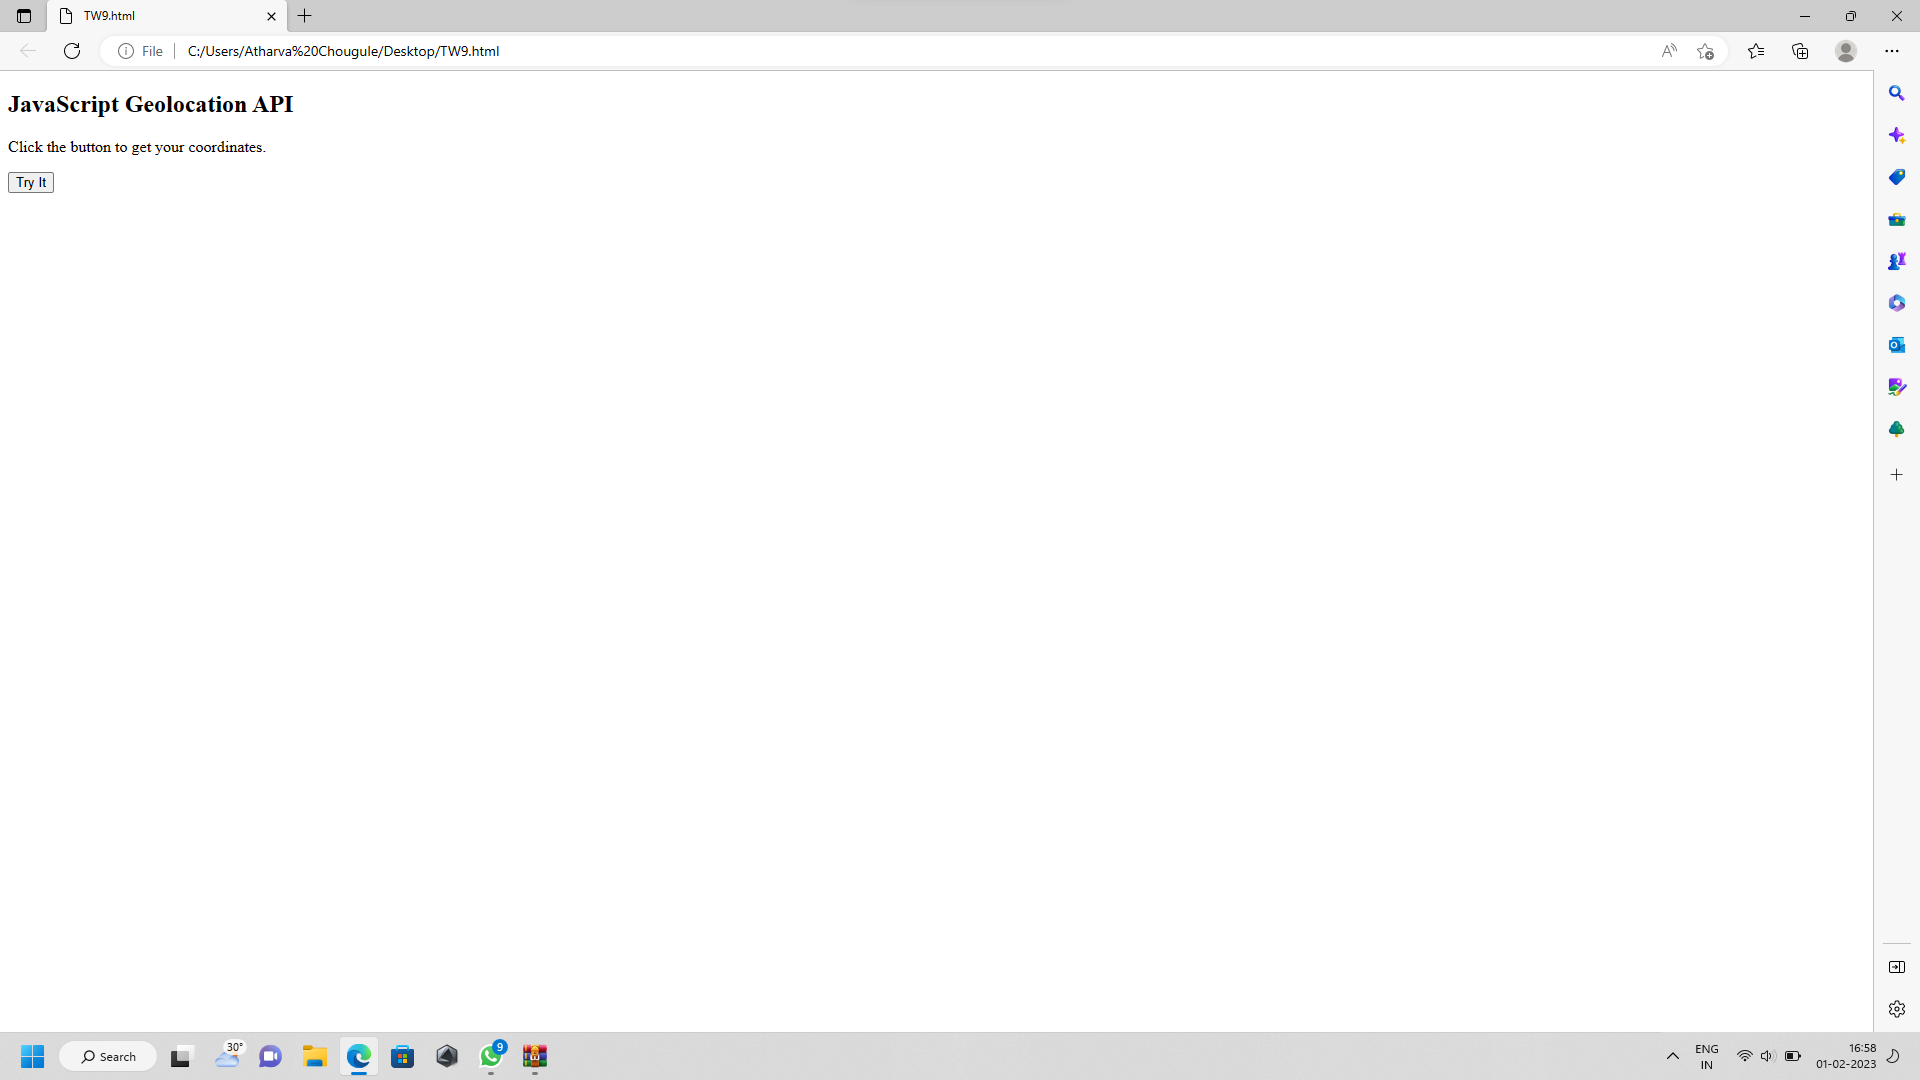 TW9.html
File
C:/Users/Atharva%20Chougule/Desktop/TW9.html
JavaScript Geolocation API
Click the button to get your coordinates.
Try It
Search
30°
9
ENG
IN
16:58
01-02-2023